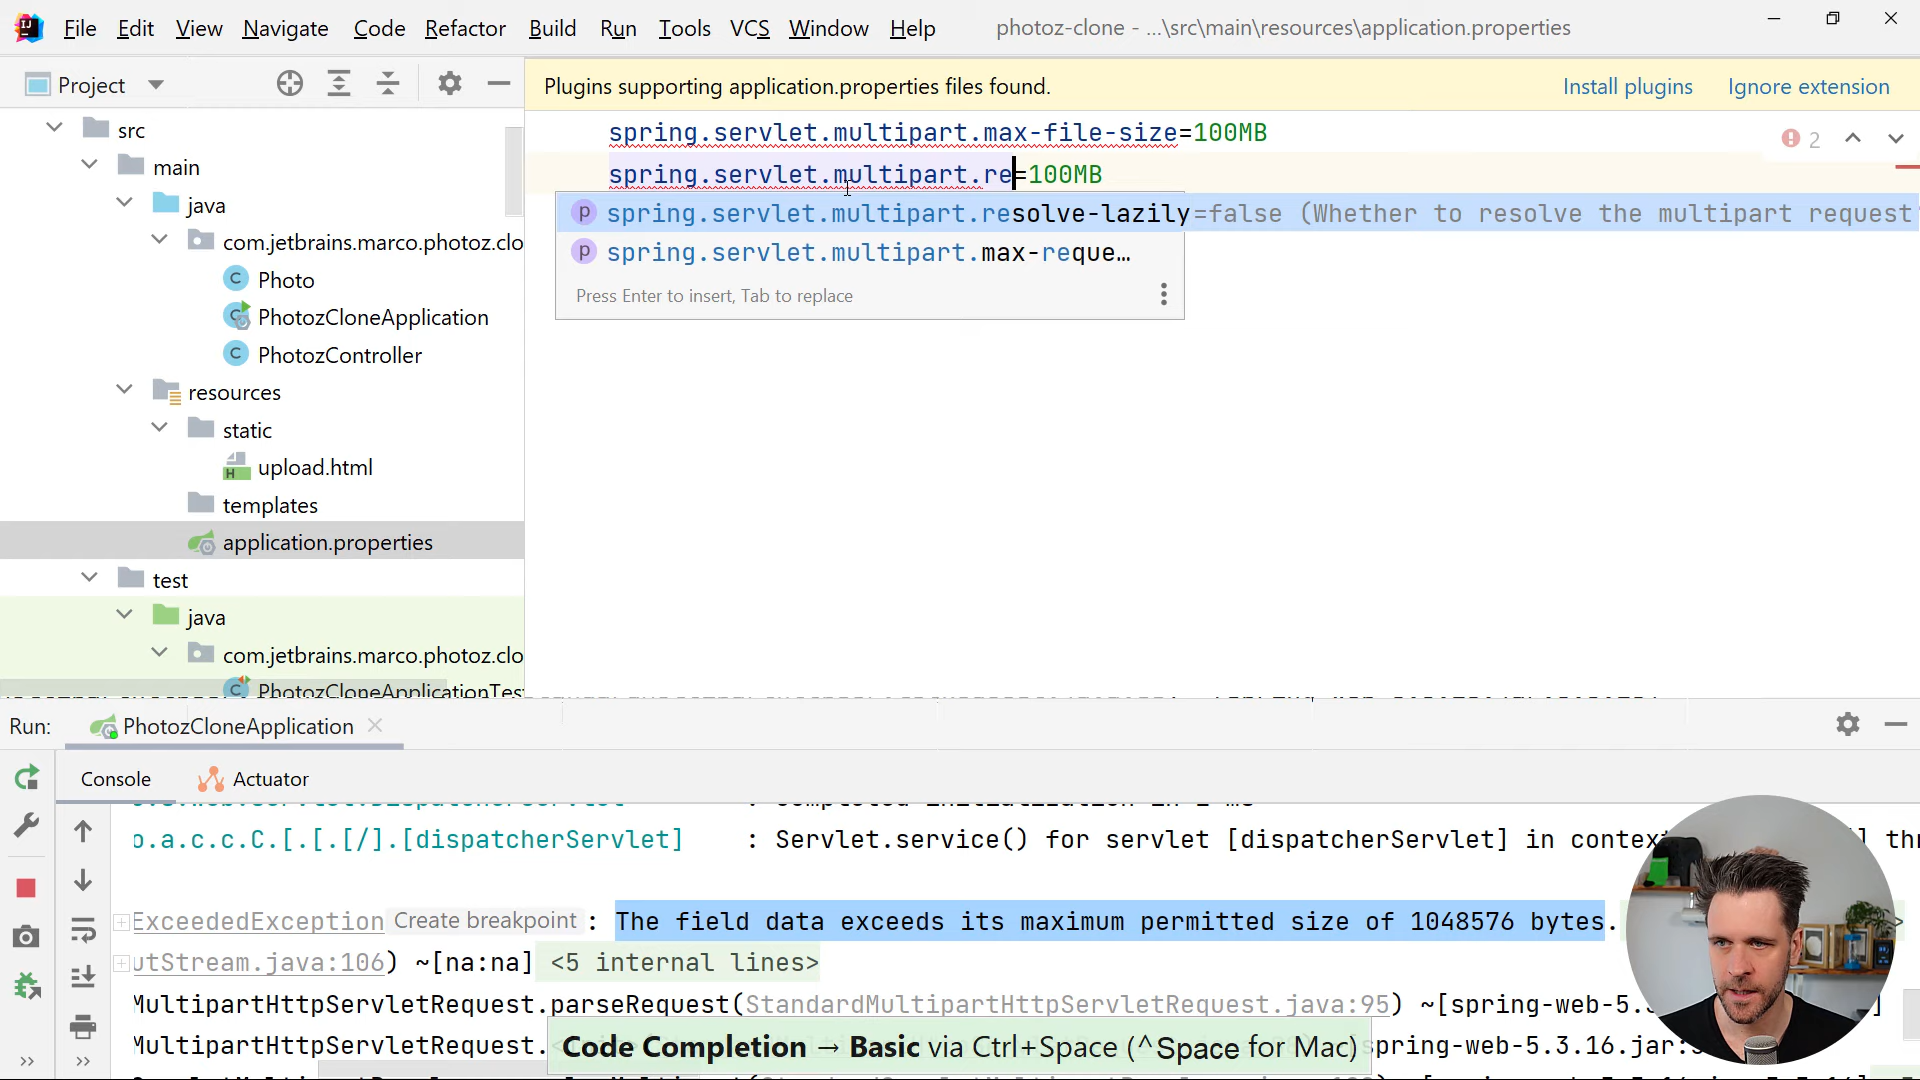 File Edit View Navigate Code Refactor Build Run Tools VCS Window Help photoz-clone - ...\src\main\resources\application.properties
Project
Plugins supporting application.properties files found. Install plugins Ignore extension
src
main
java
com.jetbrains.marco.photoz.clo
Photo
PhotozCloneApplication
PhotozController
resources
static
upload.html
templates
application.properties
test
java
com.jetbrains.marco.photoz.clo
PhotozCloneApplicationTes
spring.servlet.multipart.max-file-size=100MB
2
spring.servlet.multipart.re=100MB
spring.servlet.multipart.resolve-lazily=false (Whether to resolve the multipart request
spring.servlet.multipart.max-reque…
Press Enter to insert, Tab to replace
Run: PhotozCloneApplication
Console Actuator
o.a.c.c.C.[.[.[/].[dispatcherServlet] : Servlet.service() for servlet [dispatcherServlet] in context
ExceededException Create breakpoint : The field data exceeds its maximum permitted size of 1048576 bytes.
utStream.java:106) ~[na:na] <5 internal lines>
MultipartHttpServletRequest.parseRequest(StandardMultipartHttpServletRequest.java:95) ~[spring-web-5.3
MultipartHttpServletRequest. spring-web-5.3.16.jar:5
Code Completion → Basic via Ctrl+Space (^Space for Mac)